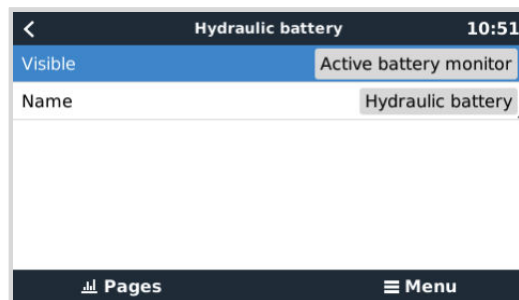 Hydraulic battery 10:51
Visible Active battery monitor
Name Hydraulic battery
Pages Menu